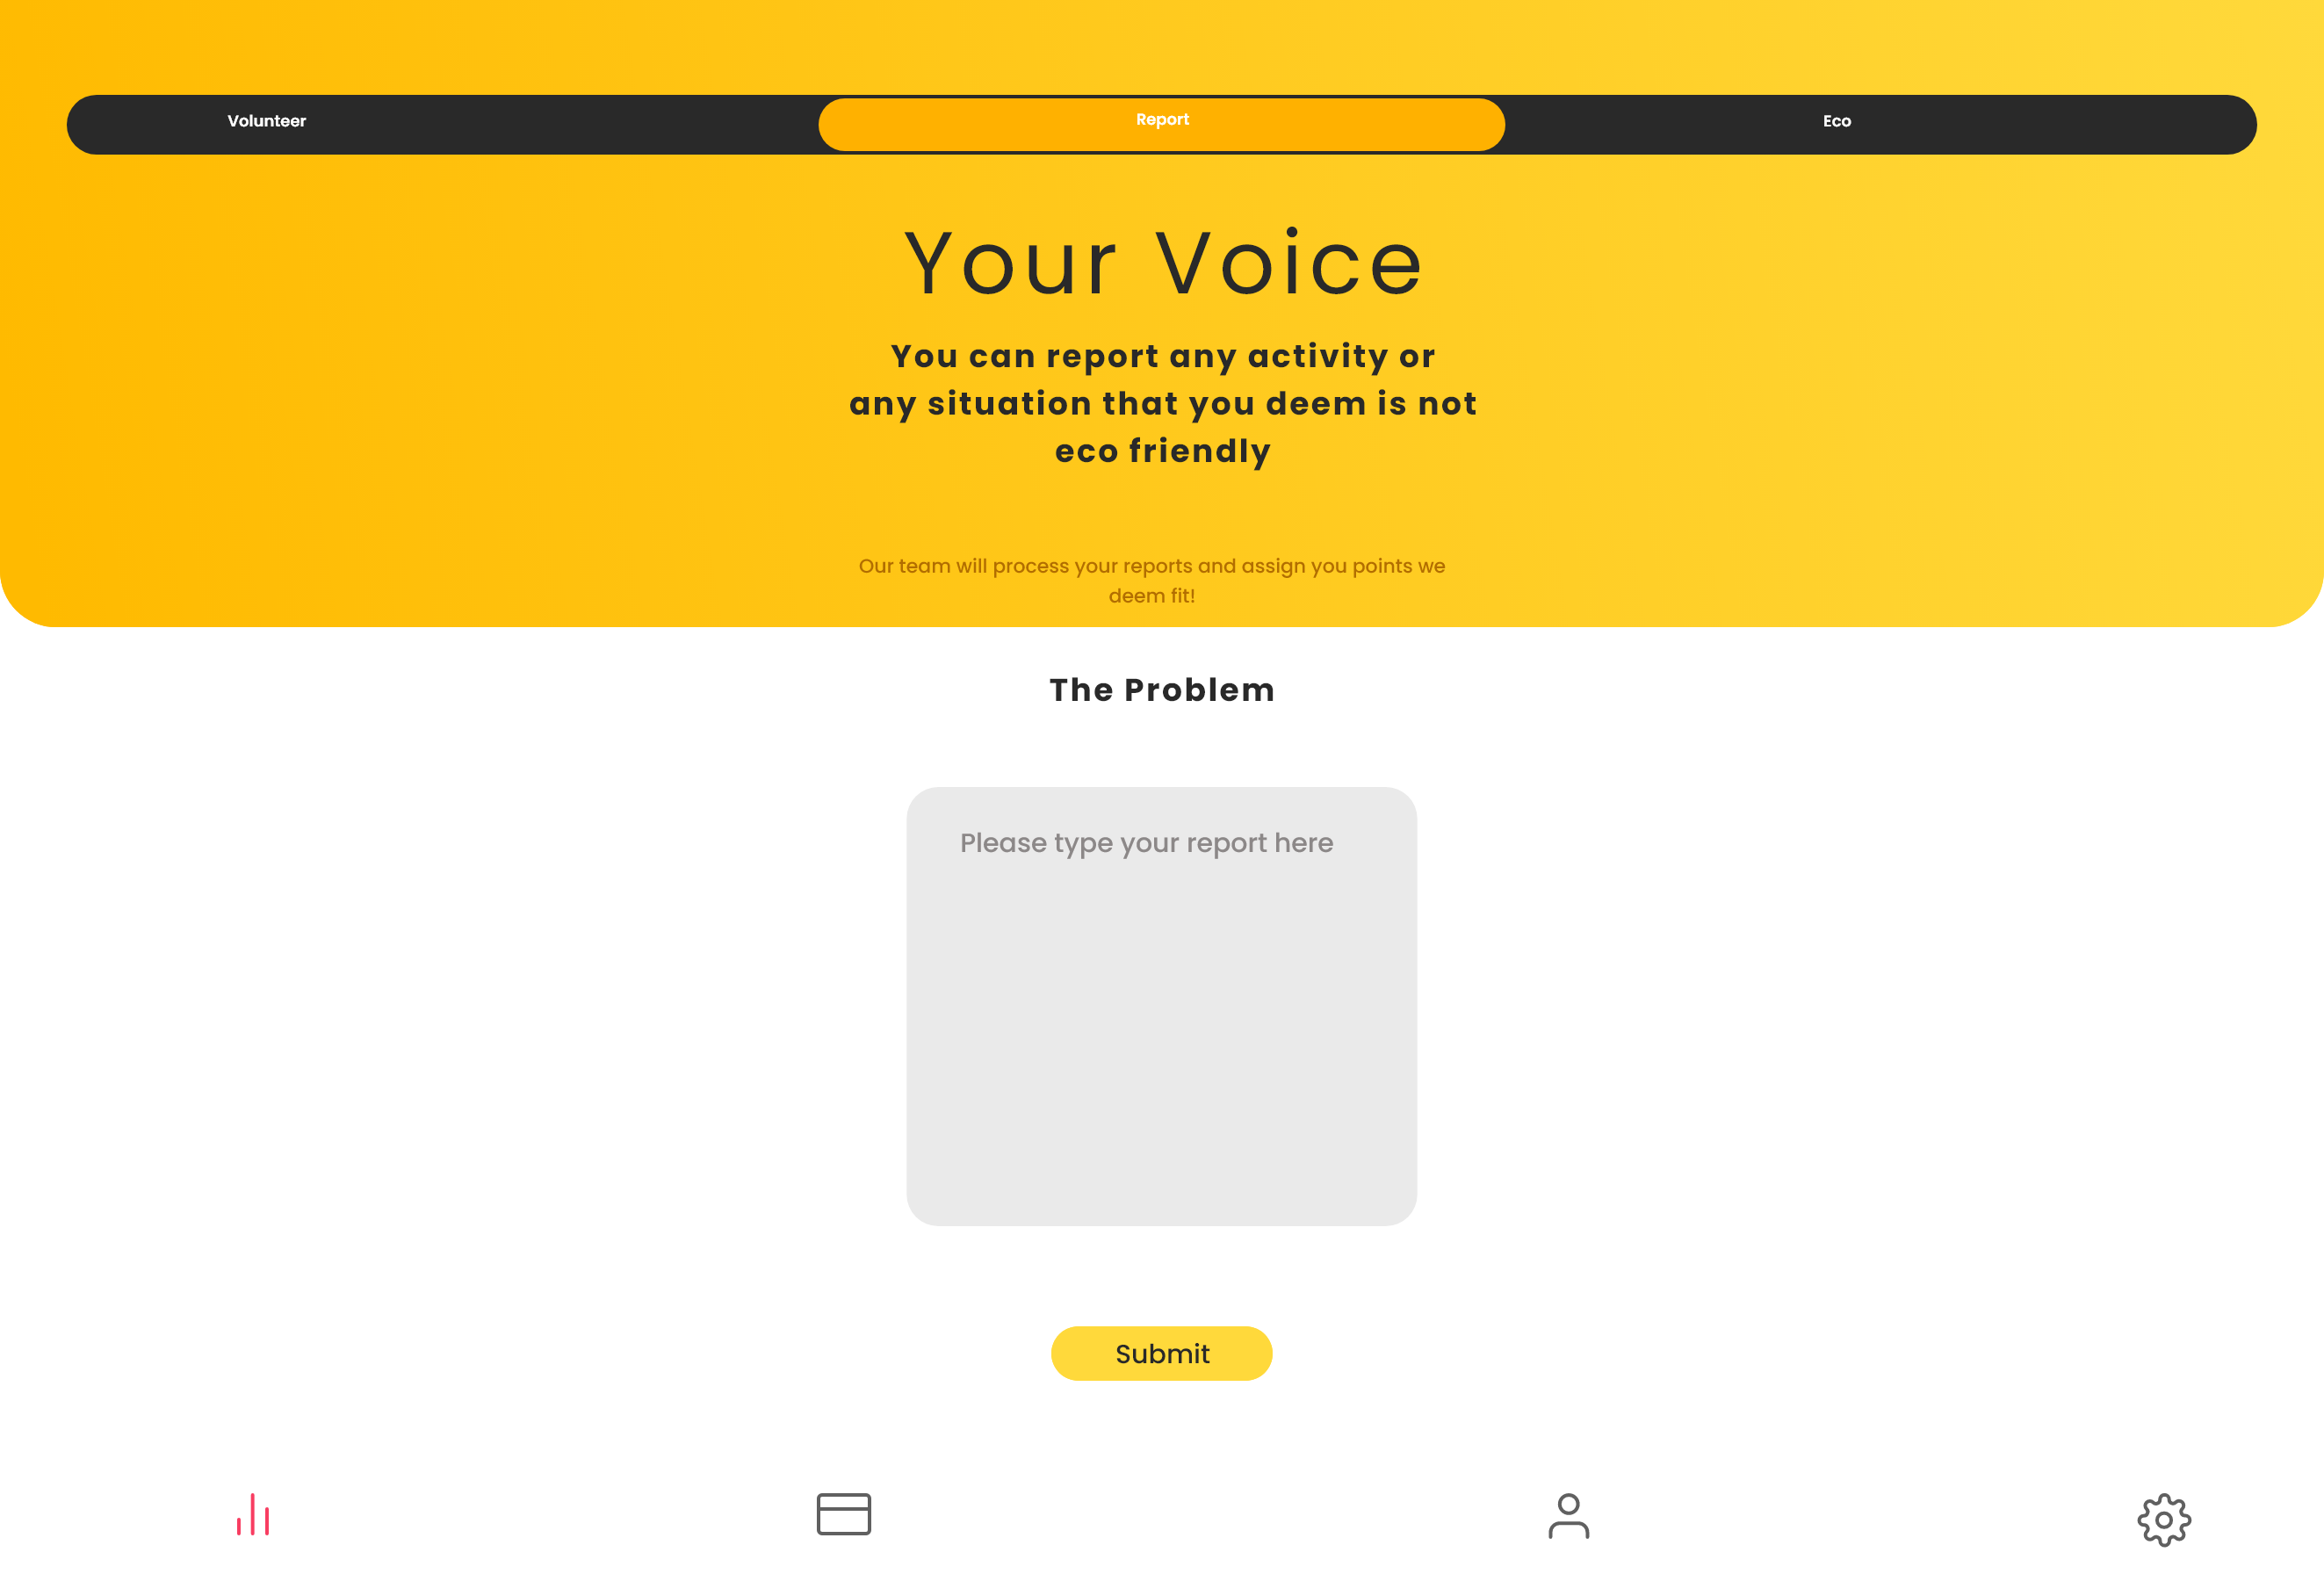 Volunteer
Report
Eco
Your Voice
You can report any activity or
any situation that you deem is not
eco friendly
Our team will process your reports and assign you points we
deem fit!
The Problem
Please type your report here
Submit